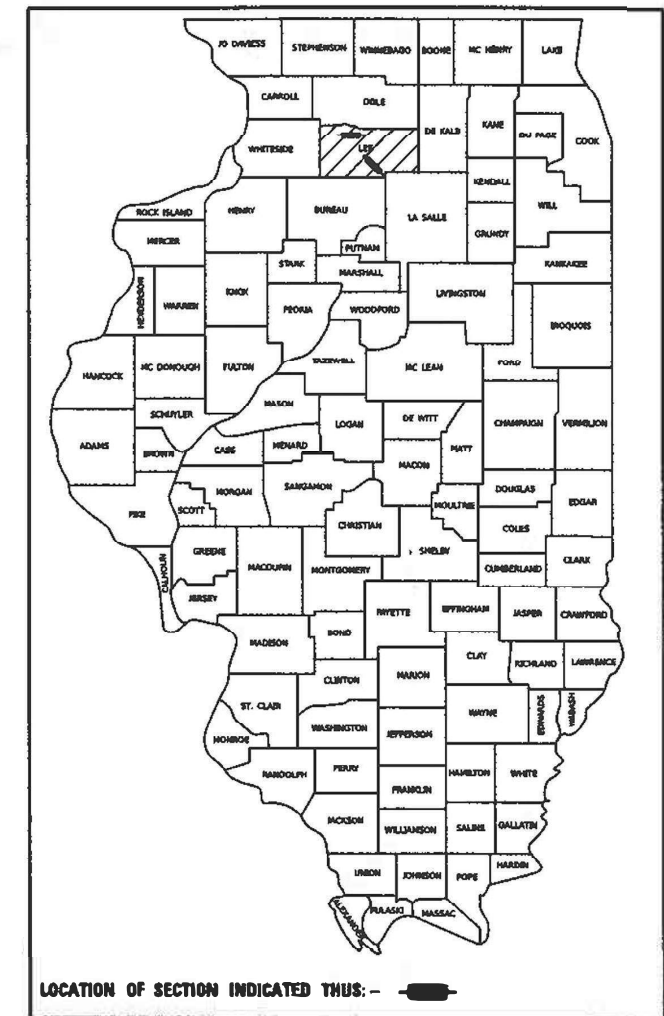 JO DAVIESS STEPHENSON WINNEBAGO BOONE MC HENRY LAKE
CARROLL OGLE DE KALB KANE DU PAGE COOK
WHITESIDE LEE
KENDALL WILL
ROCK ISLAND HENRY BUREAU LA SALLE GRUNDY
MERCER PUTNAM KANKAKEE
STARK MARSHALL
HENDERSON WARREN KNOX PEORIA WOODFORD LIVINGSTON IROQUOIS
HANCOCK MC DONOUGH FULTON TAZEWELL MC LEAN FORD
SCHUYLER MASON LOGAN DE WITT CHAMPAIGN VERMILION
ADAMS BROWN CASS MENARD MACON PIATT
PIKE SCOTT MORGAN SANGAMON CHRISTIAN MOULTRIE DOUGLAS EDGAR
COLES
CALHOUN GREENE MACOUPIN MONTGOMERY SHELBY CUMBERLAND CLARK
JERSEY FAYETTE EFFINGHAM JASPER CRAWFORD
MADISON BOND
CLINTON MARION CLAY RICHLAND LAWRENCE
ST. CLAIR WASHINGTON WAYNE EDWARDS WABASH
MONROE JEFFERSON
RANDOLPH PERRY FRANKLIN HAMILTON WHITE
JACKSON WILLIAMSON SALINE GALLATIN
UNION JOHNSON POPE HARDIN
ALEXANDER PULASKI MASSAC
LOCATION OF SECTION INDICATED THUS:-